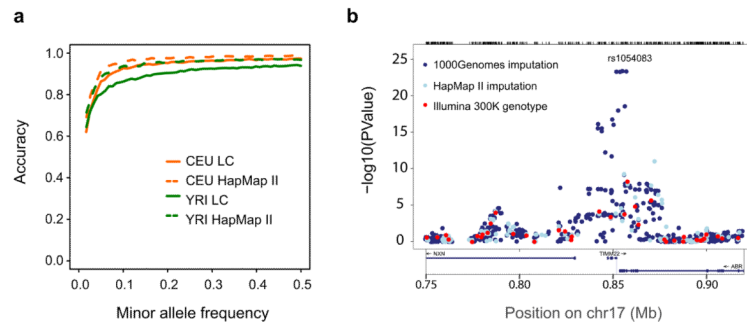 a
1.0
0.8
0.6
0.4
0.2
0.0
Accuracy
CEU LC
CEU HapMap II
YRI LC
YRI HapMap II
0.0 0.1 0.2 0.3 0.4 0.5
Minor allele frequency
b
25
20
15
10
5
0
−log10(PValue)
rs1054083
1000Genomes imputation
HapMap II imputation
Illumina 300K genotype
← NXN
TIMM22 →
← ABR
0.75 0.80 0.85 0.90
Position on chr17 (Mb)